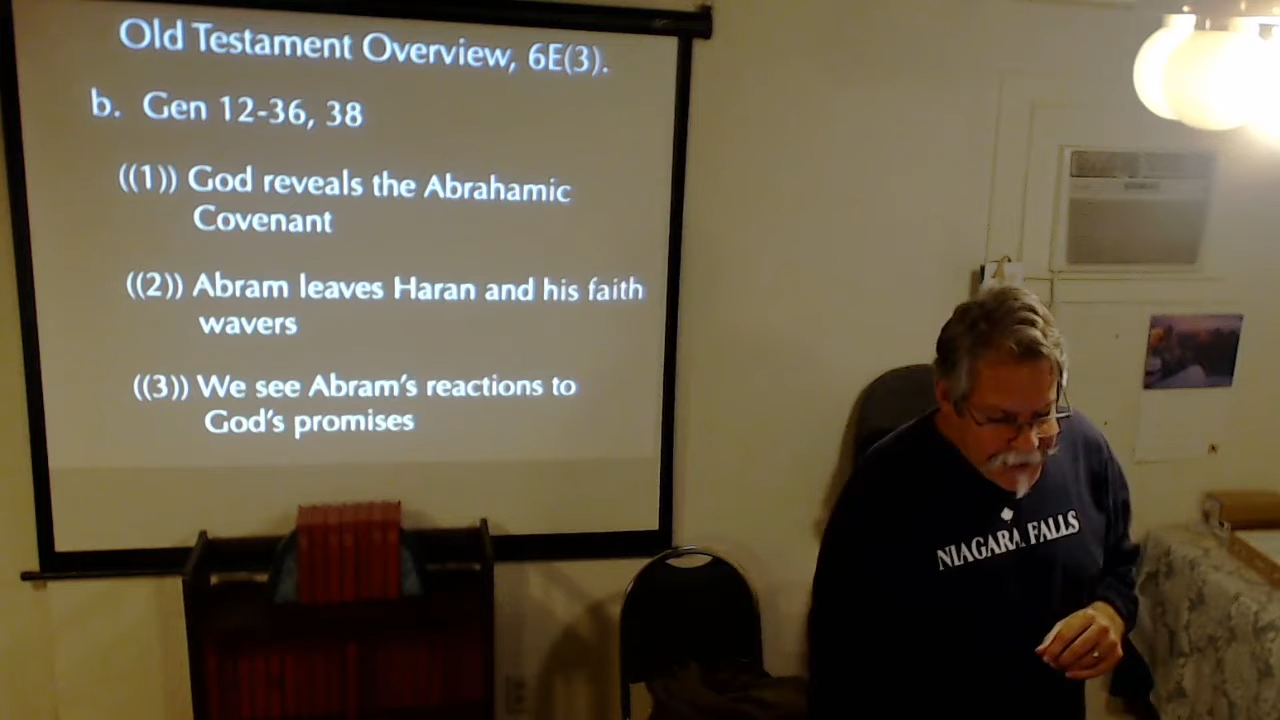 Old Testament Overview, 6E(3).
b. Gen 12-36, 38
((1)) God reveals the Abrahamic
Covenant
((2)) Abram leaves Haran and his faith
wavers
((3)) We see Abram's reactions to
God's promises
NIAGARA FALLS